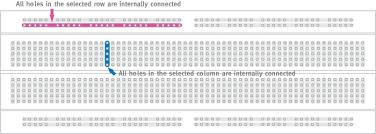 All holes in the selected row are internally connected
All holes in the selected column are internally connected